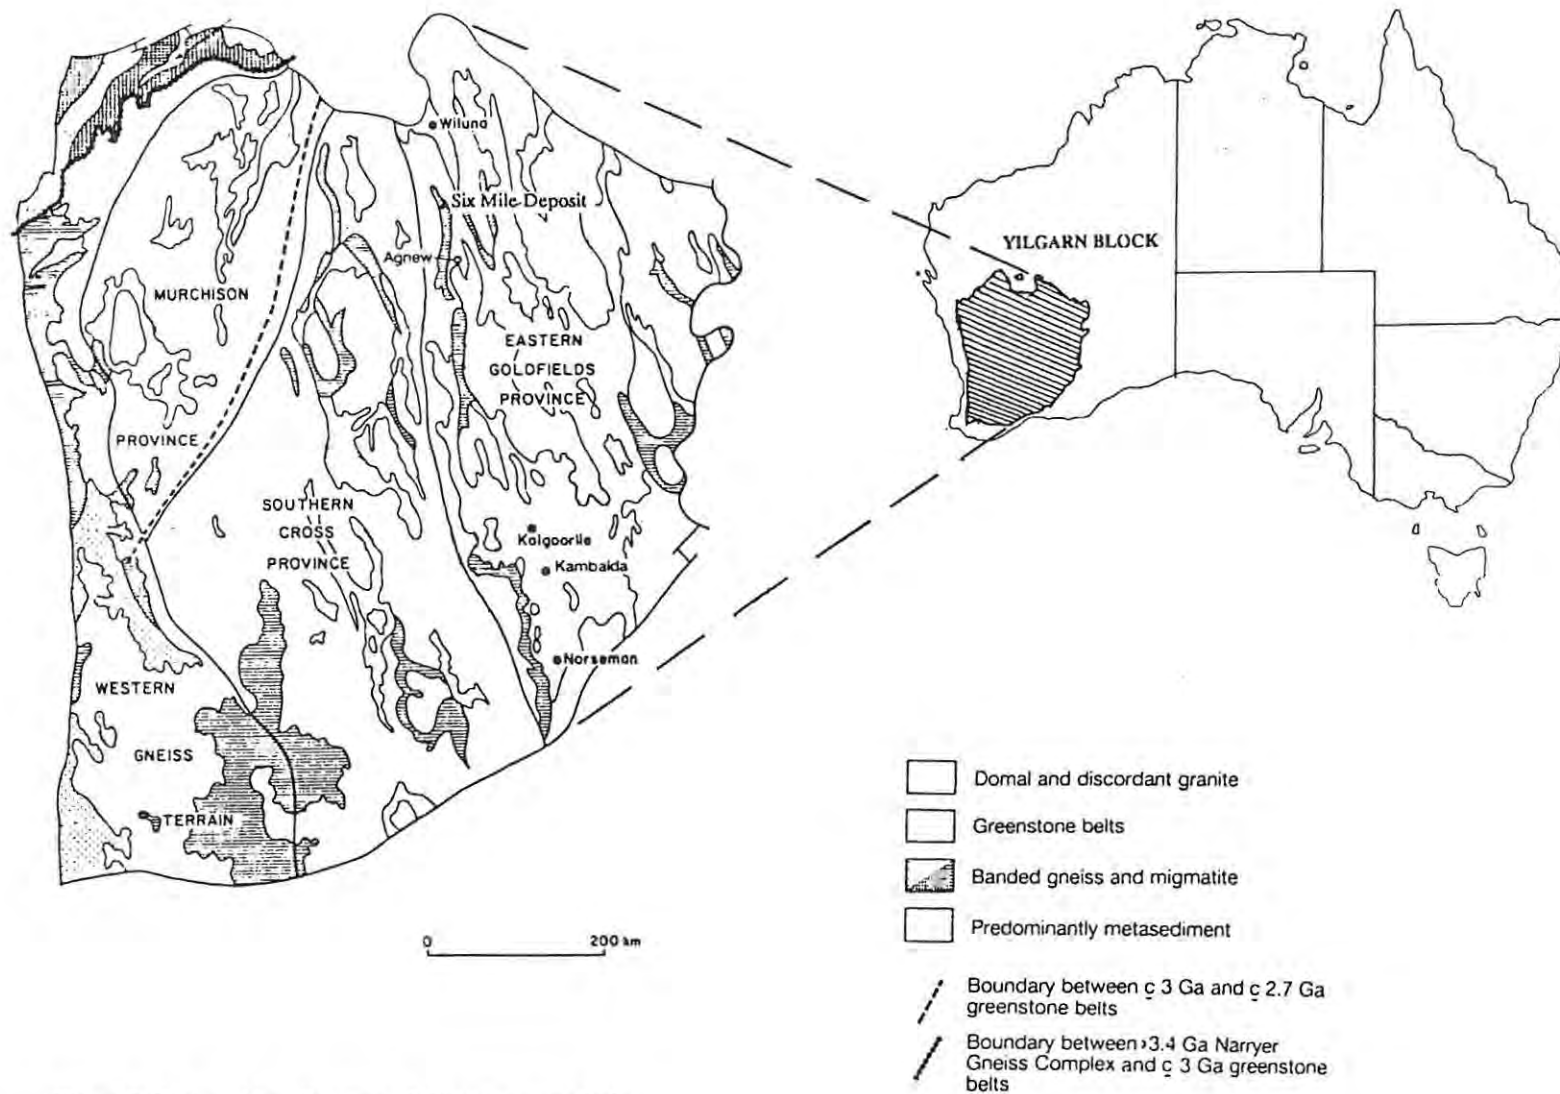 Wiluna
Six Mile Deposit
Agnew
MURCHISON
PROVINCE
EASTERN
GOLDFIELDS
PROVINCE
SOUTHERN
CROSS
PROVINCE
Kalgoorlie
Kambalda
Norseman
WESTERN
GNEISS
TERRAIN
0 200 km
YILGARN BLOCK
Domal and discordant granite
Greenstone belts
Banded gneiss and migmatite
Predominantly metasediment
Boundary between c 3 Ga and c 2.7 Ga
greenstone belts
Boundary between >3.4 Ga Narryer
Gneiss Complex and c 3 Ga greenstone
belts